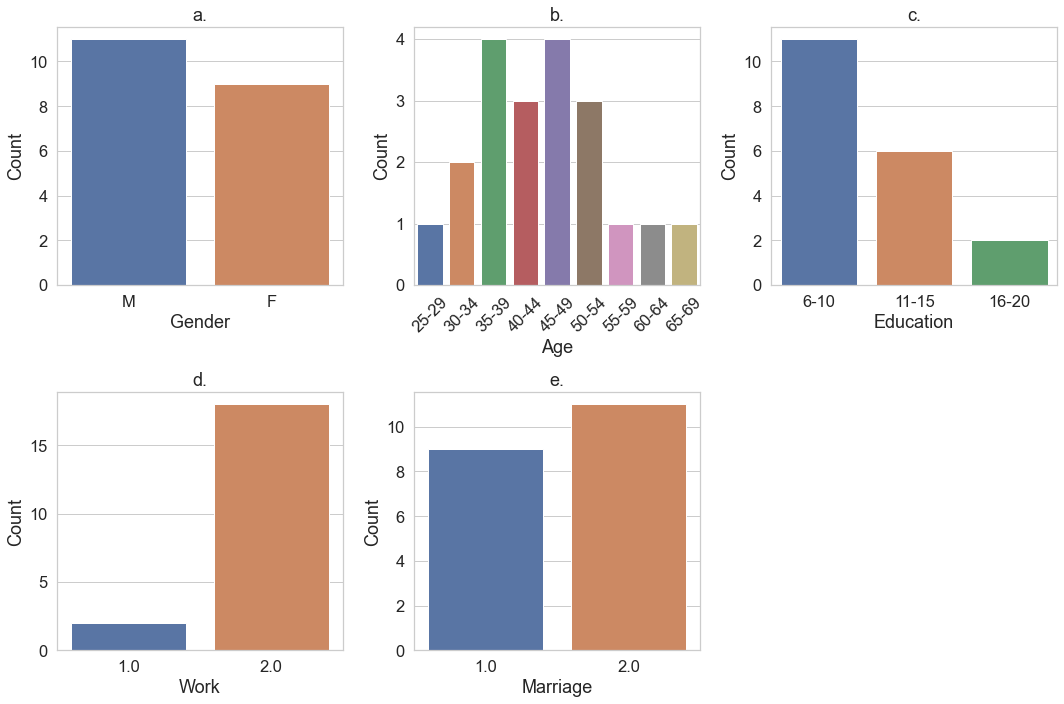 a.
10
8
6
4
2
0
Count
M F
Gender
b.
4
3
2
1
0
Count
25-29 30-34 35-39 40-44 45-49 50-54 55-59 60-64 65-69
Age
c.
10
8
6
4
2
0
Count
6-10 11-15 16-20
Education
d.
15
10
5
0
Count
1.0 2.0
Work
e.
10
8
6
4
2
0
Count
1.0 2.0
Marriage